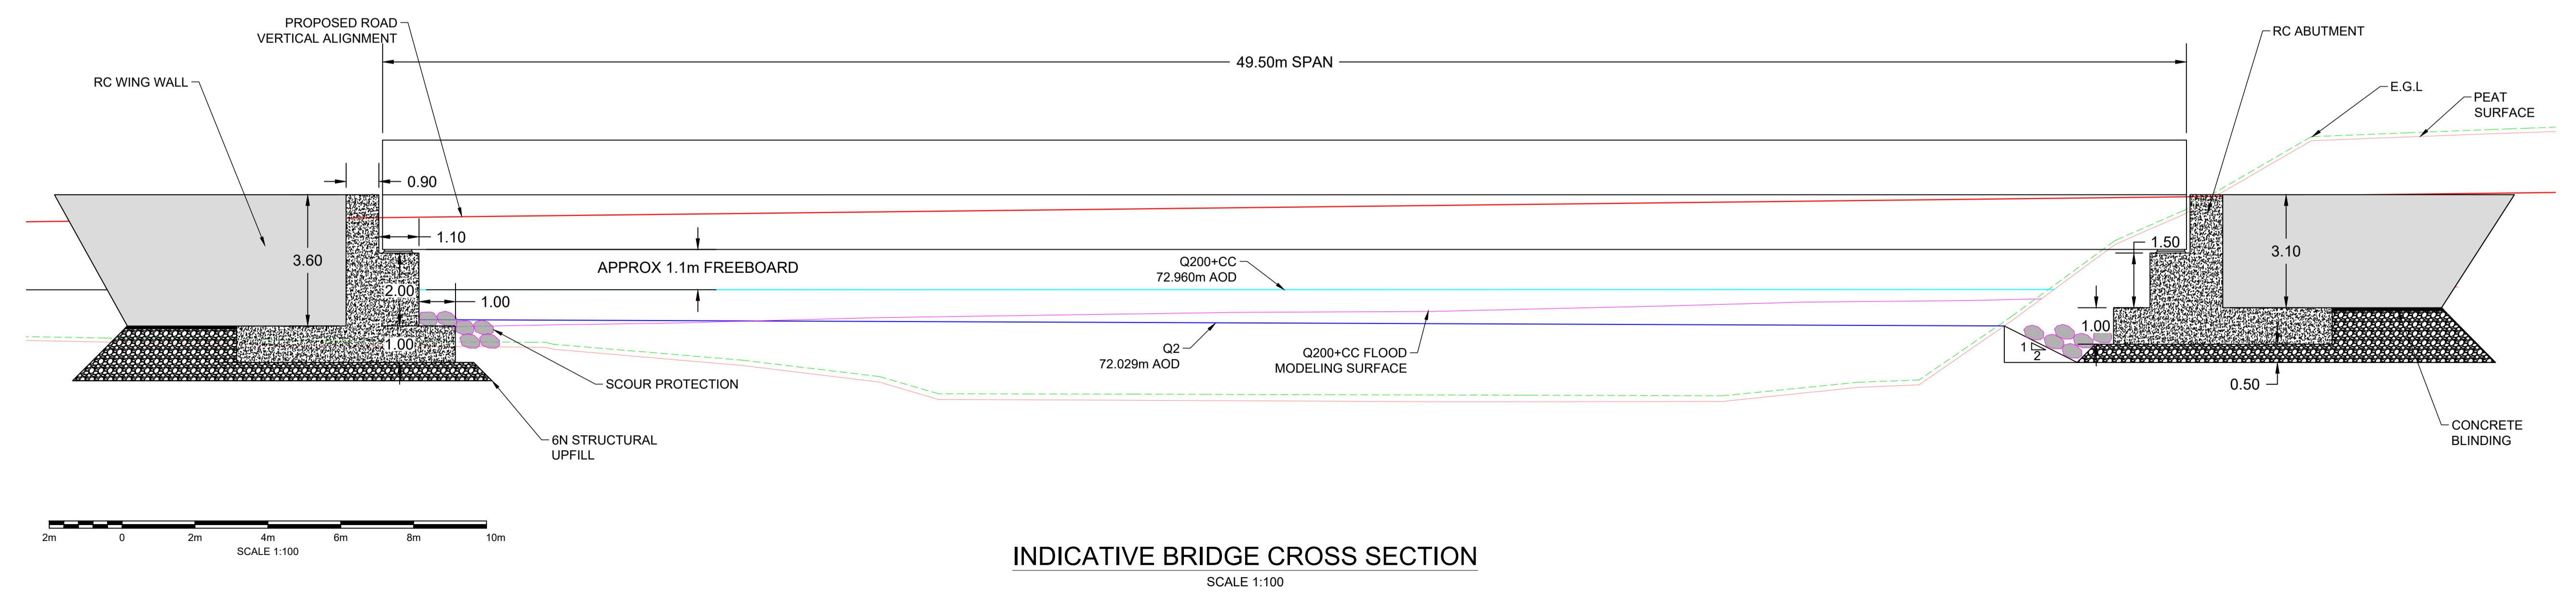 PROPOSED ROAD
VERTICAL ALIGNMENT
RC WING WALL
49.50m SPAN
RC ABUTMENT
E.G.L
PEAT
SURFACE
0.90
1.10
3.60
APPROX 1.1m FREEBOARD
2.00
1.00
1.00
Q200+CC
72.960m AOD
1.50
3.10
1.00
1
2
Q2
72.029m AOD
Q200+CC FLOOD
MODELING SURFACE
SCOUR PROTECTION
0.50
6N STRUCTURAL
UPFILL
CONCRETE
BLINDING
2m 0 2m 4m 6m 8m 10m
SCALE 1:100
INDICATIVE BRIDGE CROSS SECTION
SCALE 1:100